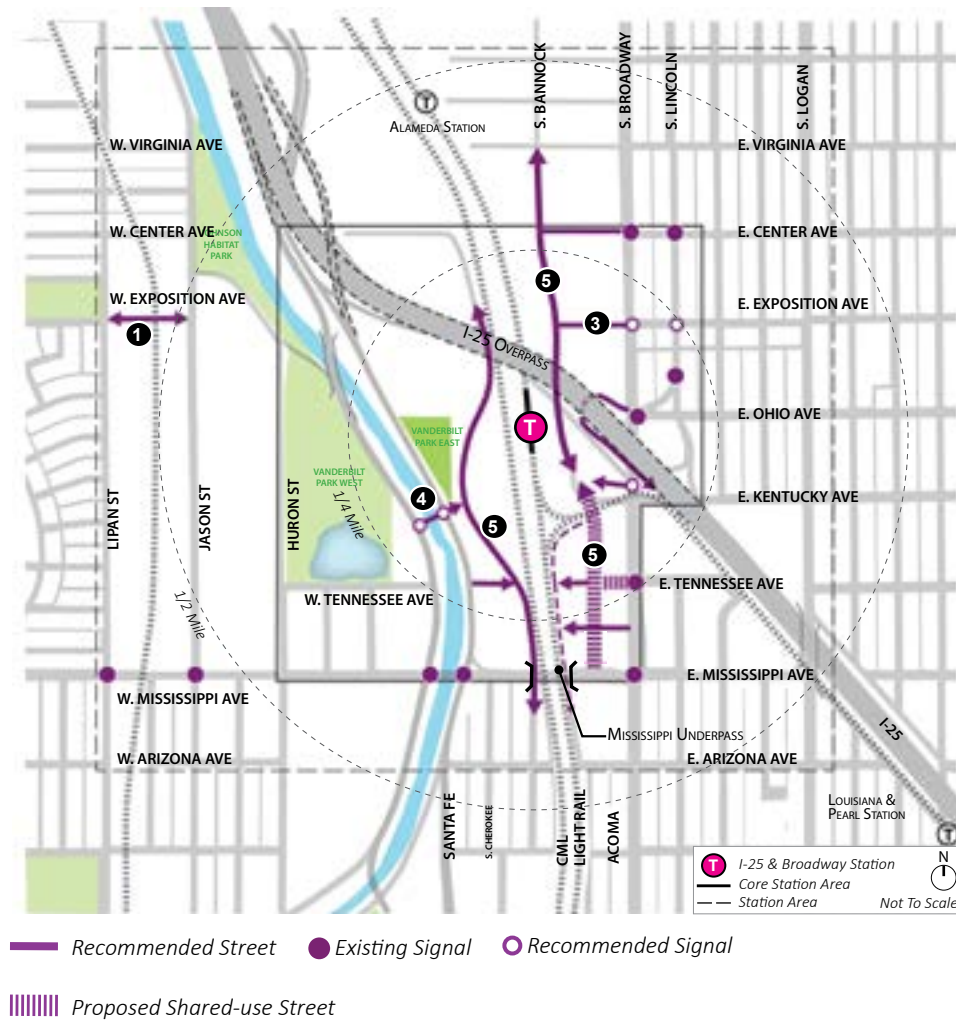 S. BANNOCK
S. BROADWAY
S. LINCOLN
S. LOGAN
T
ALAMEDA STATION
W. VIRGINIA AVE
E. VIRGINIA AVE
W. CENTER AVE
E. CENTER AVE
HABITAT
PARK
5
W. EXPOSITION AVE
E. EXPOSITION AVE
1
3
I-25 OVERPASS
E. OHIO AVE
T
VANDERBILT
PARK EAST
VANDERBILT
PARK WEST
1/4 MILE
4
E. KENTUCKY AVE
LIPAN ST
JASON ST
HURON ST
5
5
W. TENNESSEE AVE
E. TENNESSEE AVE
1/2 MILE
W. MISSISSIPPI AVE
E. MISSISSIPPI AVE
MISSISSIPPI UNDERPASS
I-25
W. ARIZONA AVE
E. ARIZONA AVE
SANTA FE
S. CHEROKEE
CML
LIGHT RAIL
ACOMA
LOUISIANA &
PEARL STATION
T
T I-25 & Broadway Station
Core Station Area
Station Area
N
Not To Scale
Recommended Street
Existing Signal
Recommended Signal
Proposed Shared-use Street